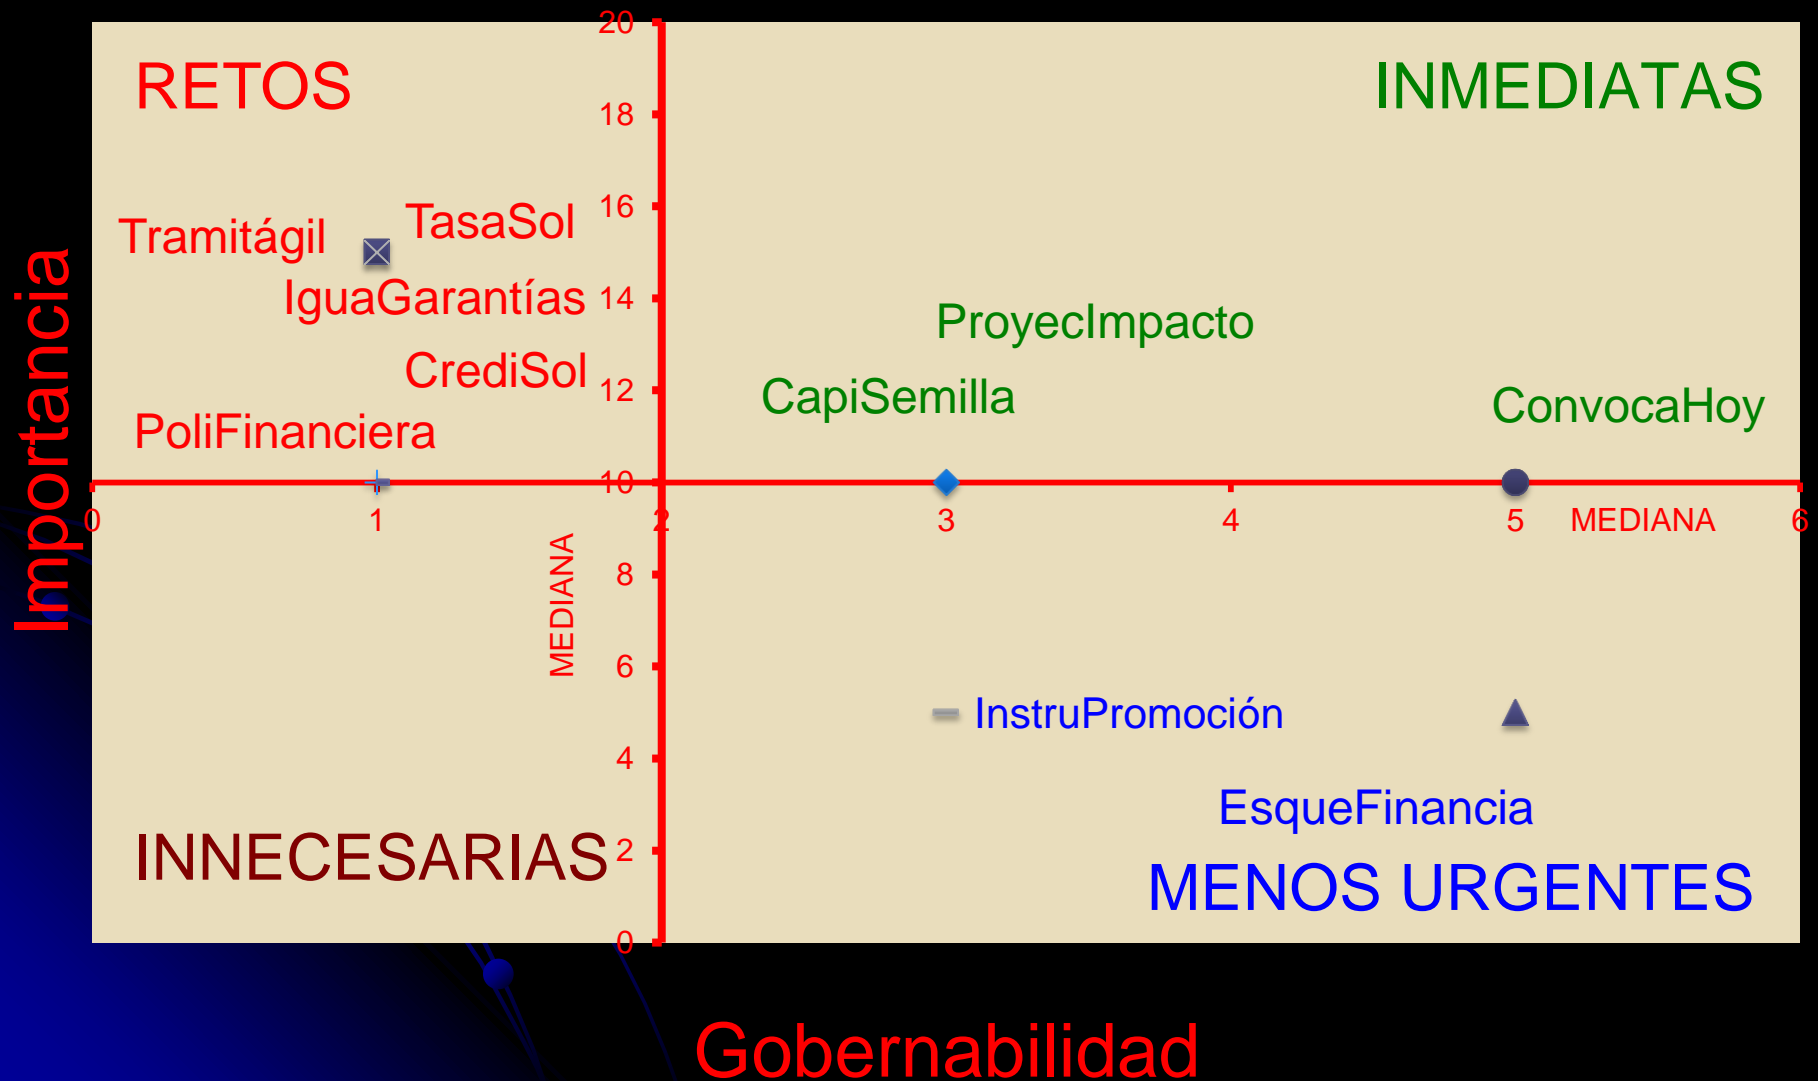 20
RETOS
INMEDIATAS
18
16
Tramitágil
TasaSol
IguaGarantías
14
ProyecImpacto
CrediSol
12
CapiSemilla
ConvocaHoy
PoliFinanciera
10
0
1
2
3
4
5
MEDIANA
6
MEDIANA
8
6
InstruPromoción
4
EsqueFinancia
INNECESARIAS
2
MENOS URGENTES
0
Importancia
Gobernabilidad